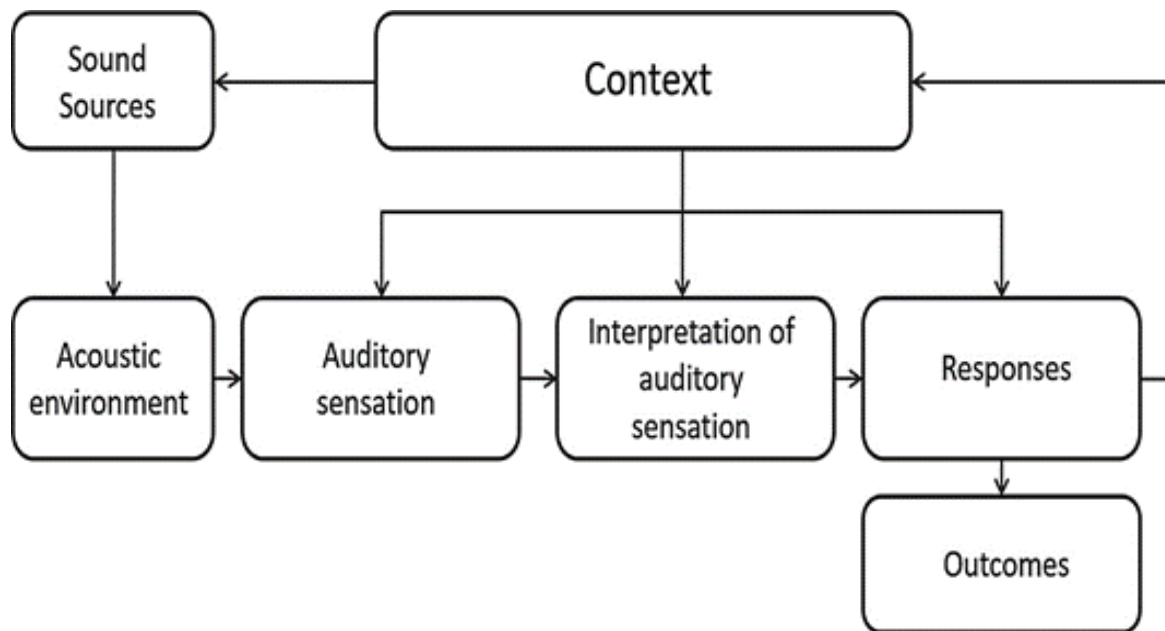 Sound
Sources
Context
Acoustic
environment
Auditory
sensation
Interpretation of
auditory
sensation
Responses
Outcomes